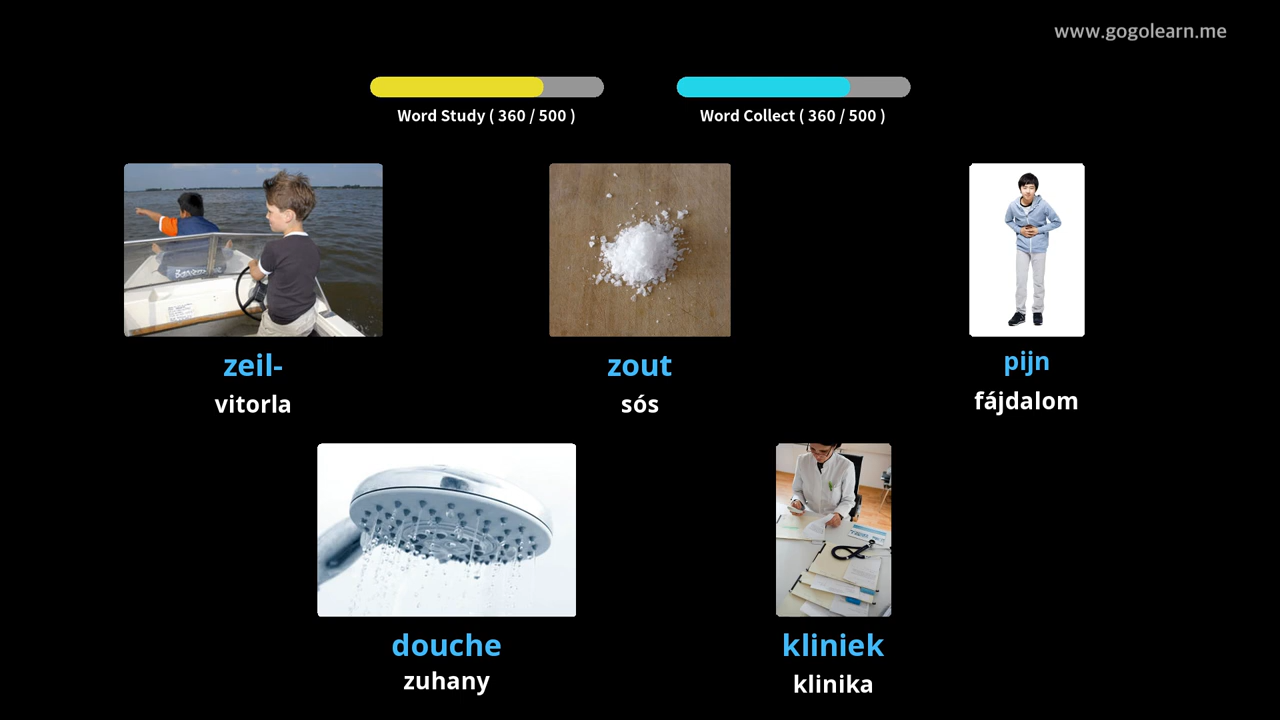 www.gogolearn.me
Word Study ( 360 / 500 )
Word Collect ( 360 / 500 )
zeil-
vitorla
zout
sós
pijn
fájdalom
douche
zuhany
kliniek
klinika